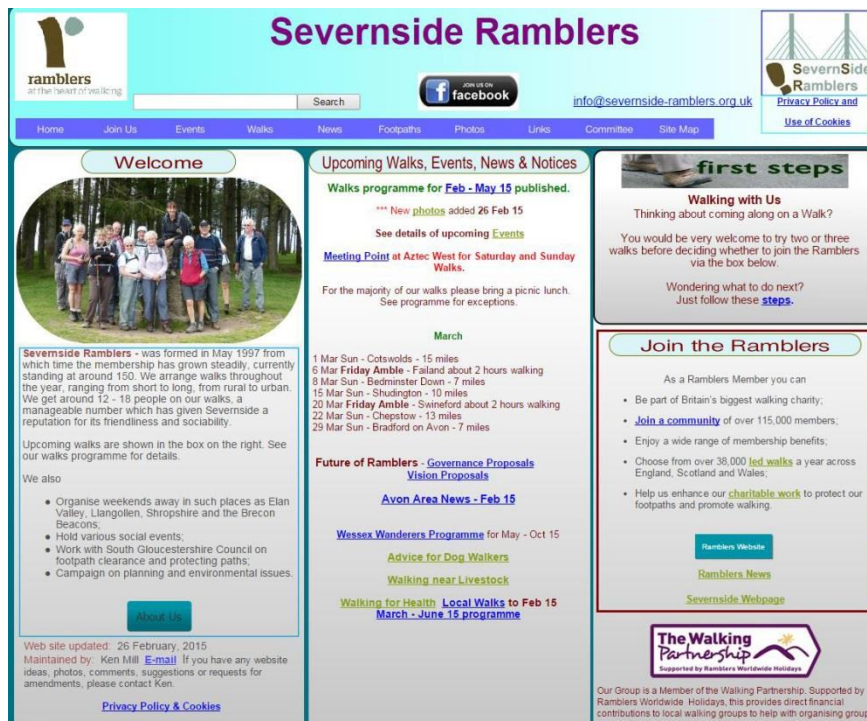 Severnside Ramblers
ramblers
at the heart of walking
Search
JOIN US ON
facebook
info@severnside-ramblers.org.uk
SevernSide
Ramblers
Privacy Policy and
Use of Cookies
Home Join Us Events Walks News Footpaths Photos Links Committee Site Map
Welcome
Severnside Ramblers - was formed in May 1997 from
which time the membership has grown steadily, currently
standing at around 150. We arrange walks throughout
the year, ranging from short to long, from rural to urban.
We get around 12 - 18 people on our walks, a
manageable number which has given Severnside a
reputation for its friendliness and sociability.
Upcoming walks are shown in the box on the right. See
our walks programme for details.
We also
• Organise weekends away in such places as Elan
Valley, Llangollen, Shropshire and the Brecon
Beacons;
• Hold various social events;
• Work with South Gloucestershire Council on
footpath clearance and protecting paths;
• Campaign on planning and environmental issues.
About Us
Web site updated: 26 February, 2015
Maintained by: Ken Mill E-mail If you have any website
ideas, photos, comments, suggestions or requests for
amendments, please contact Ken.
Privacy Policy & Cookies
Upcoming Walks, Events, News & Notices
Walks programme for Feb - May 15 published.
*** New photos added 26 Feb 15
See details of upcoming Events
Meeting Point at Aztec West for Saturday and Sunday
Walks.
For the majority of our walks please bring a picnic lunch.
See programme for exceptions.
March
1 Mar Sun - Cotswolds - 15 miles
6 Mar Friday Amble - Failand about 2 hours walking
8 Mar Sun - Bedminster Down - 7 miles
15 Mar Sun - Shudington - 10 miles
20 Mar Friday Amble - Swineford about 2 hours walking
22 Mar Sun - Chepstow - 13 miles
29 Mar Sun - Bradford on Avon - 7 miles
Future of Ramblers - Governance Proposals
Vision Proposals
Avon Area News - Feb 15
Wessex Wanderers Programme for May - Oct 15
Advice for Dog Walkers
Walking near Livestock
Walking for Health Local Walks to Feb 15
March - June 15 programme
first steps
Walking with Us
Thinking about coming along on a Walk?
You would be very welcome to try two or three
walks before deciding whether to join the Ramblers
via the box below.
Wondering what to do next?
Just follow these steps.
Join the Ramblers
As a Ramblers Member you can
• Be part of Britain's biggest walking charity;
• Join a community of over 115,000 members;
• Enjoy a wide range of membership benefits;
• Choose from over 38,000 led walks a year across
England, Scotland and Wales;
• Help us enhance our charitable work to protect our
footpaths and promote walking.
Ramblers Website
Ramblers News
Severnside Webpage
The Walking
Partnership
Supported by Ramblers Worldwide Holidays
Our Group is a Member of the Walking Partnership. Supported by
Ramblers Worldwide Holidays, this provides direct financial
contributions to local walking groups to help with organising group